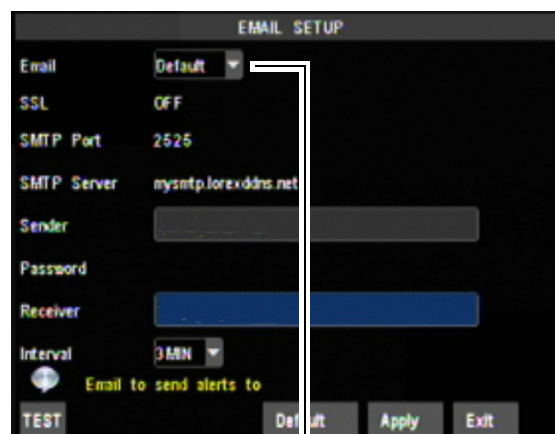 EMAIL SETUP
Email Default
SSL OFF
SMTP Port 2525
SMTP Server mysmtp.lorexddns.net
Sender
Password
Receiver
Interval 3MIN
Email to send alerts to
TEST Default Apply Exit